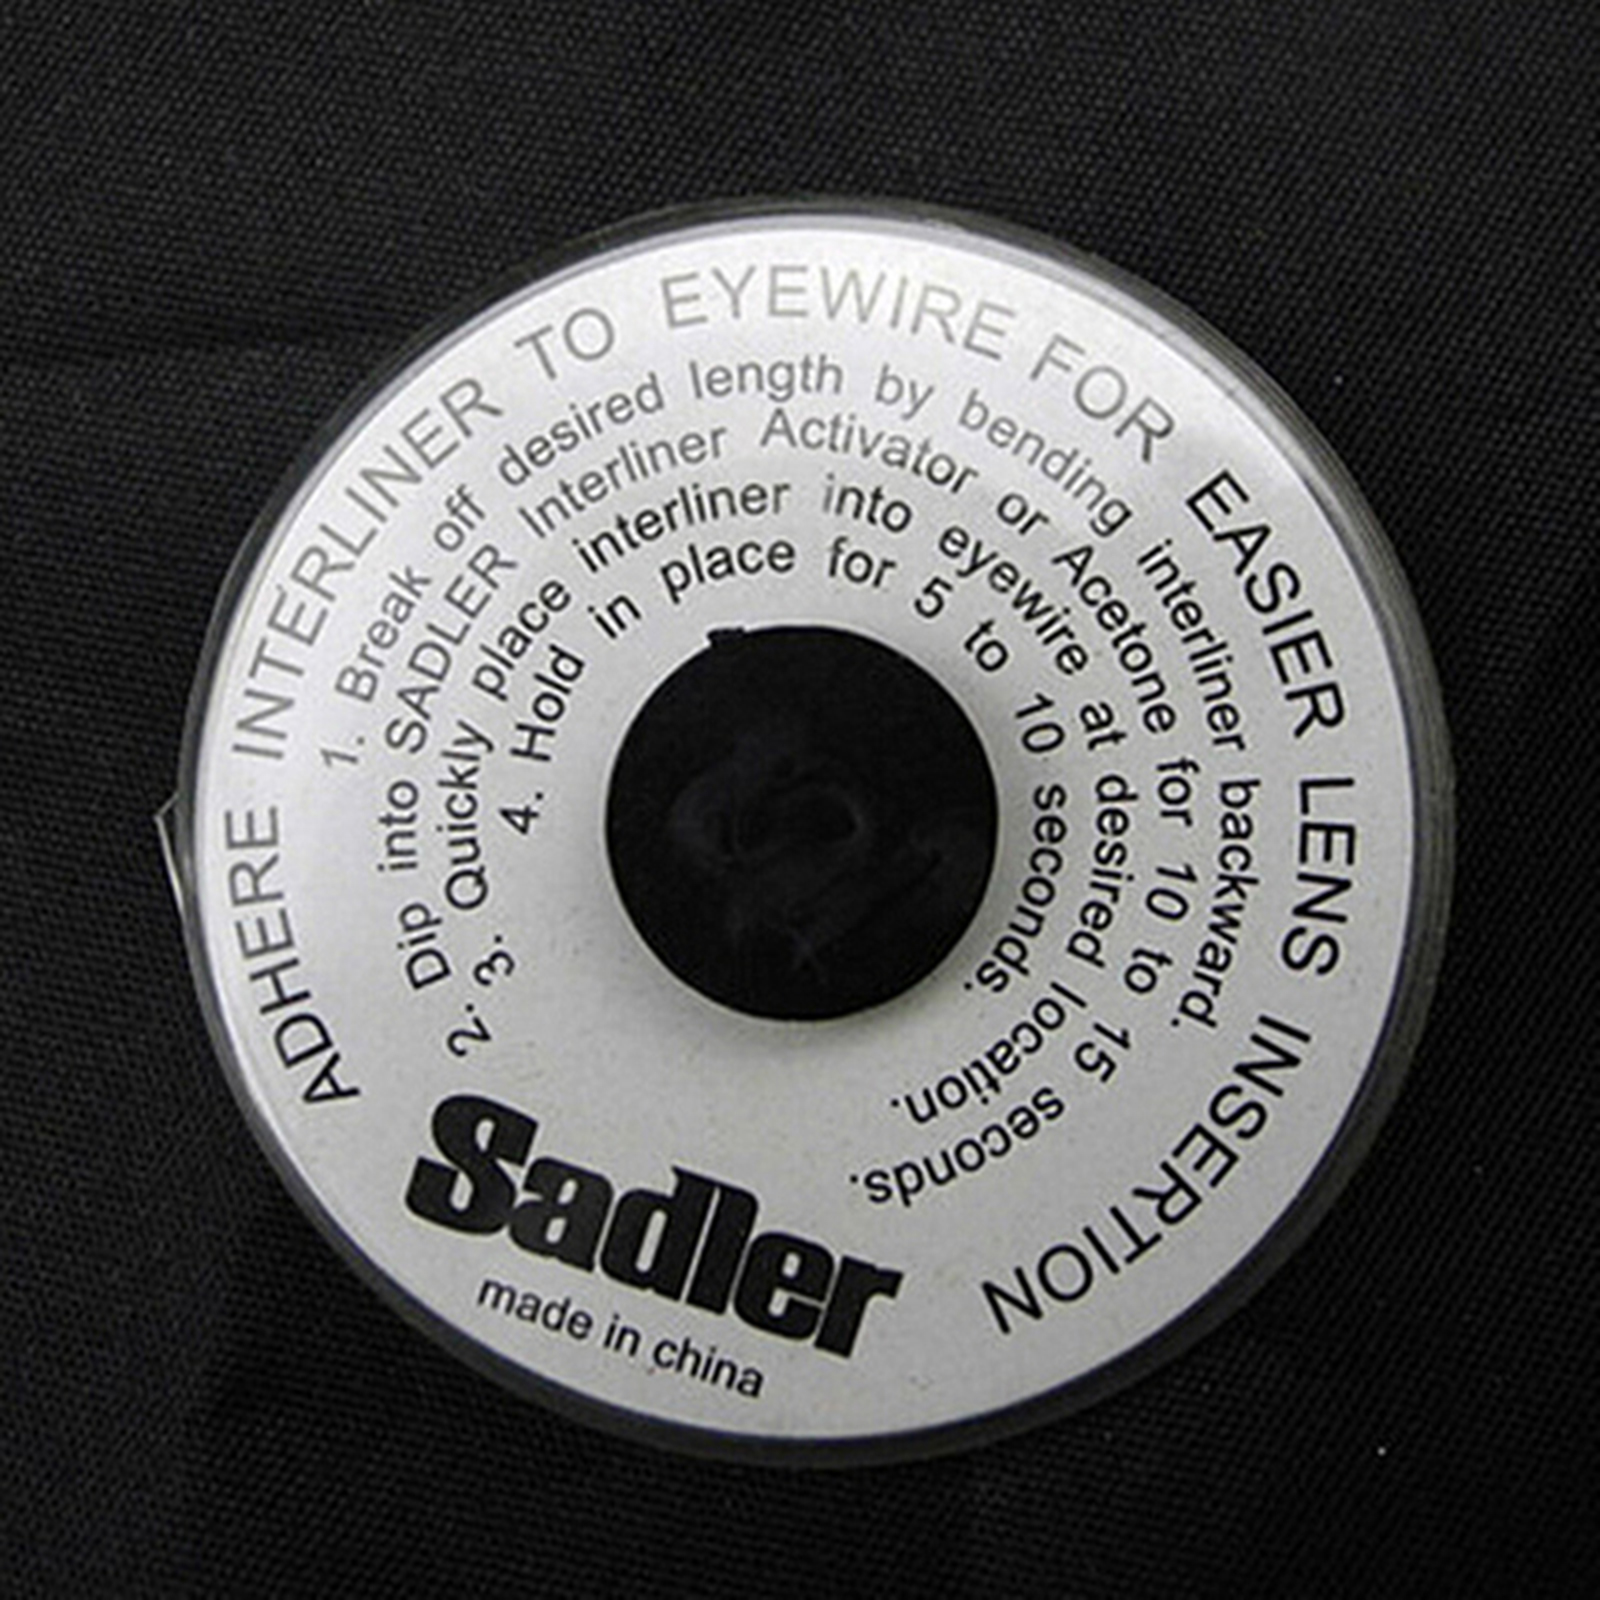 ADHERE INTERLINER TO EYEWIRE FOR EASIER LENS INSERTION
1. Break off desired length by bending interliner backward.
2. Dip into SADLER Interliner Activator or Acetone for 10 to 15 seconds.
3. Quickly place interliner into eyewire at desired location.
4. Hold in place for 5 to 10 seconds.
Sadler
made in china